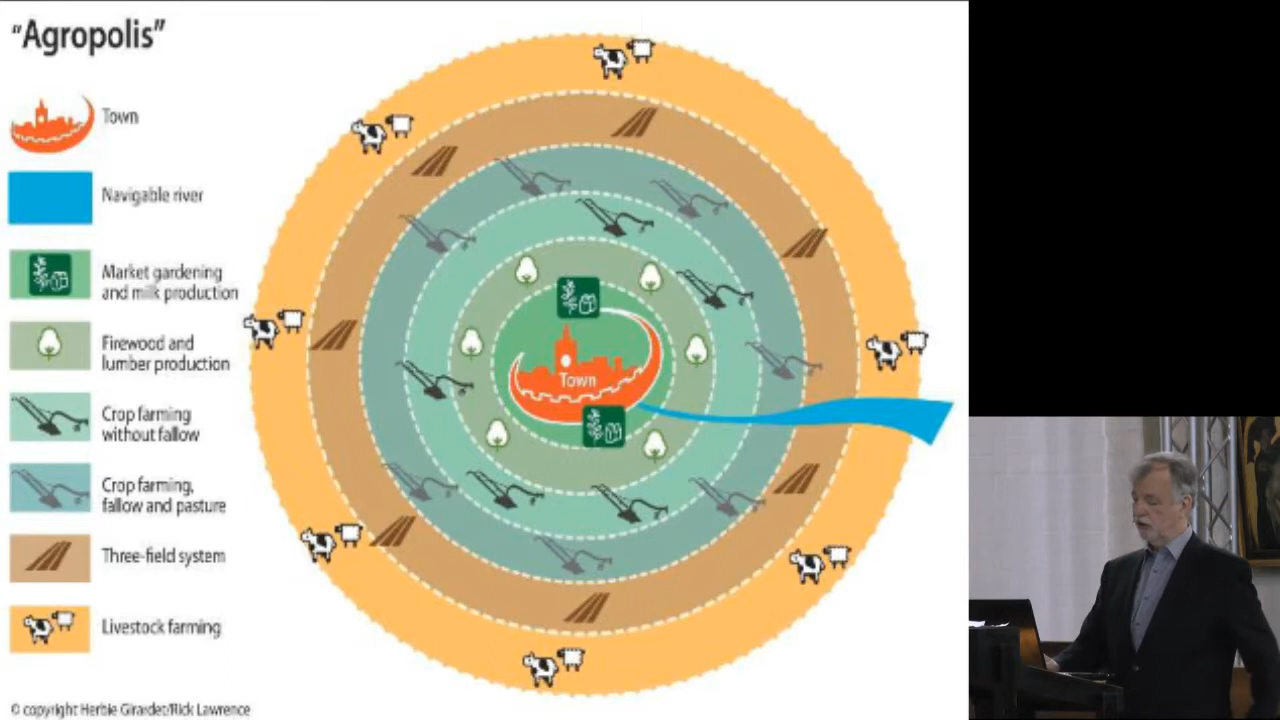 "Agropolis"
Town
Navigable river
Market gardening
and milk production
Firewood and
lumber production
Crop farming
without fallow
Crop farming,
fallow and pasture
Three-field system
Livestock farming
Town
© copyright Herbie Girardet/Rick Lawrence